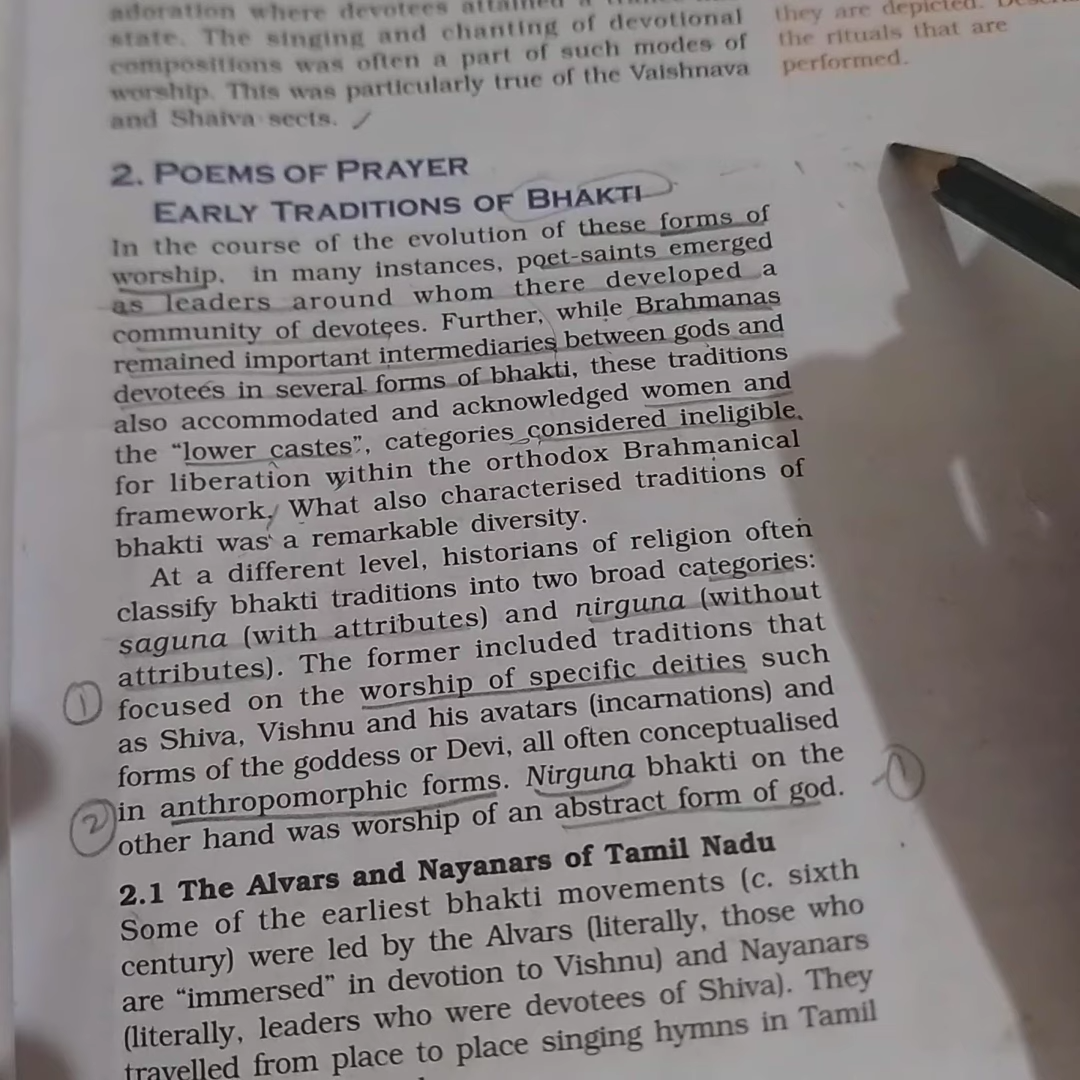 adoration where devotees attained a
state. The singing and chanting of devotional
compositions was often a part of such modes of
worship. This was particularly true of the Vaishnava
and Shaiva sects.
they are depicted.
the rituals that are
performed.
2. POEMS OF PRAYER
EARLY TRADITIONS OF BHAKTI
In the course of the evolution of these forms of
worship, in many instances, poet-saints emerged
as leaders around whom there developed a
community of devotees. Further, while Brahmanas
remained important intermediaries between gods and
devotees in several forms of bhakti, these traditions
also accommodated and acknowledged women and
the “lower castes”, categories considered ineligible
for liberation within the orthodox Brahmanical
framework. What also characterised traditions of
bhakti was a remarkable diversity.
At a different level, historians of religion often
classify bhakti traditions into two broad categories:
saguna (with attributes) and nirguna (without
attributes). The former included traditions that
1 focused on the worship of specific deities such
as Shiva, Vishnu and his avatars (incarnations) and
forms of the goddess or Devi, all often conceptualised
2 in anthropomorphic forms. Nirguna bhakti on the
other hand was worship of an abstract form of god. 1
2.1 The Alvars and Nayanars of Tamil Nadu
Some of the earliest bhakti movements (c. sixth
century) were led by the Alvars (literally, those who
are “immersed” in devotion to Vishnu) and Nayanars
(literally, leaders who were devotees of Shiva). They
travelled from place to place singing hymns in Tamil